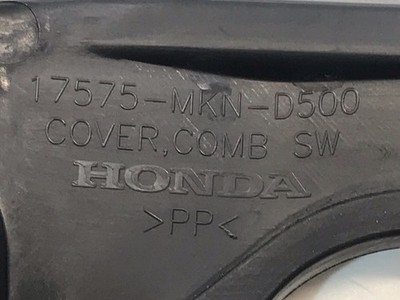 17575-MKN-D500
COVER,COMB SW
HONDA
>PP<